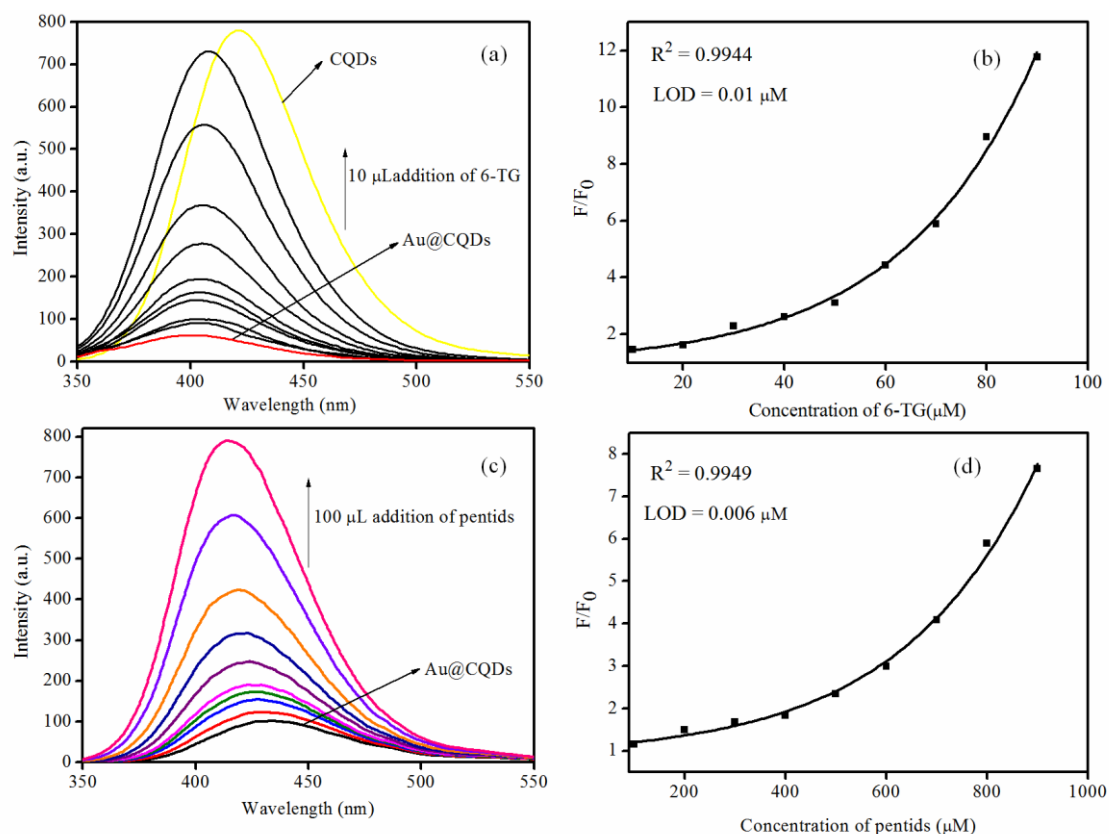 (a)
CQDs
10 μLaddition of 6-TG
Au@CQDs
Intensity (a.u.)
800
700
600
500
400
300
200
100
0
350
400
450
500
550
Wavelength (nm)
(b)
R² = 0.9944
LOD = 0.01 μM
F/F₀
12
10
8
6
4
2
20
40
60
80
100
Concentration of 6-TG(μM)
(c)
100 μL addition of pentids
Au@CQDs
Intensity (a.u.)
800
700
600
500
400
300
200
100
0
350
400
450
500
550
Wavelength (nm)
(d)
R² = 0.9949
LOD = 0.006 μM
F/F₀
8
7
6
5
4
3
2
1
200
400
600
800
1000
Concentration of pentids (μM)